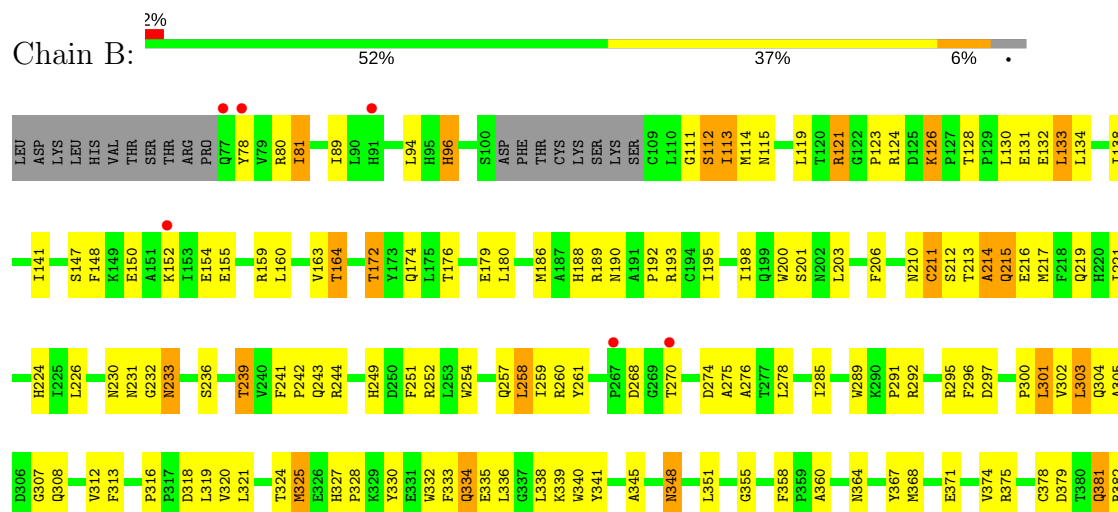 2%
Chain B:
52% 37% 6% •
LEU ASP LYS LEU HIS VAL THR SER THR ARG PRO Q77 Y78 V79 R80 I81 I89 L90 H91 L94 H95 H96 S100 ASP PHE THR CYS LYS SER LYS SER C109 L110 G111 S112 I113 M114 N115 L119 T120 R121 G122 P123 R124 D125 K126 P127 T128 P129 L130 E131 E132 L133 L134
I141 S147 F148 K149 E150 A151 K152 I153 E154 E155 R159 L160 V163 T164 T172 Y173 Q174 L175 T176 E179 L180 M186 A187 H188 R189 N190 A191 P192 R193 C194 I195 I198 Q199 W200 S201 N202 L203 F206 N210 C211 S212 T213 A214 Q215 E216 M217 F218 Q219 H220 I221
H224 I225 L226 N230 N231 G232 N233 S236 T239 V240 F241 P242 Q243 R244 H249 D250 F251 R252 L253 W254 Q257 L258 I259 R260 Y261 P267 D268 G269 T270 D274 A275 A276 T277 L278 I285 W289 K290 P291 R292 R295 F296 D297 P300 L301 V302 L303 Q304 A305
D306 G307 Q308 V312 F313 P316 P317 D318 L319 V320 L321 T324 M325 E326 H327 P328 K329 Y330 E331 W332 F333 Q334 E335 L336 G337 L338 K339 W340 Y341 A345 N348 L351 G355 F358 P359 A360 N364 Y367 M368 E371 V374 R375 C378 D379 T380 Q381